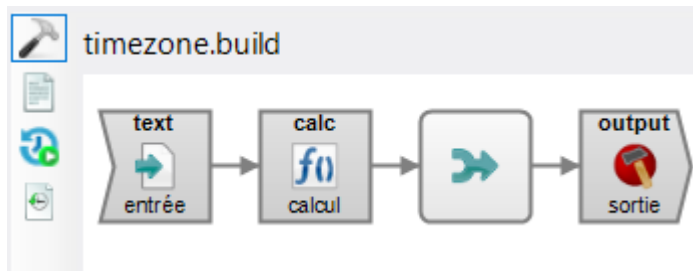 timezone.build
text
entrée
calc
f()
calcul
output
sortie